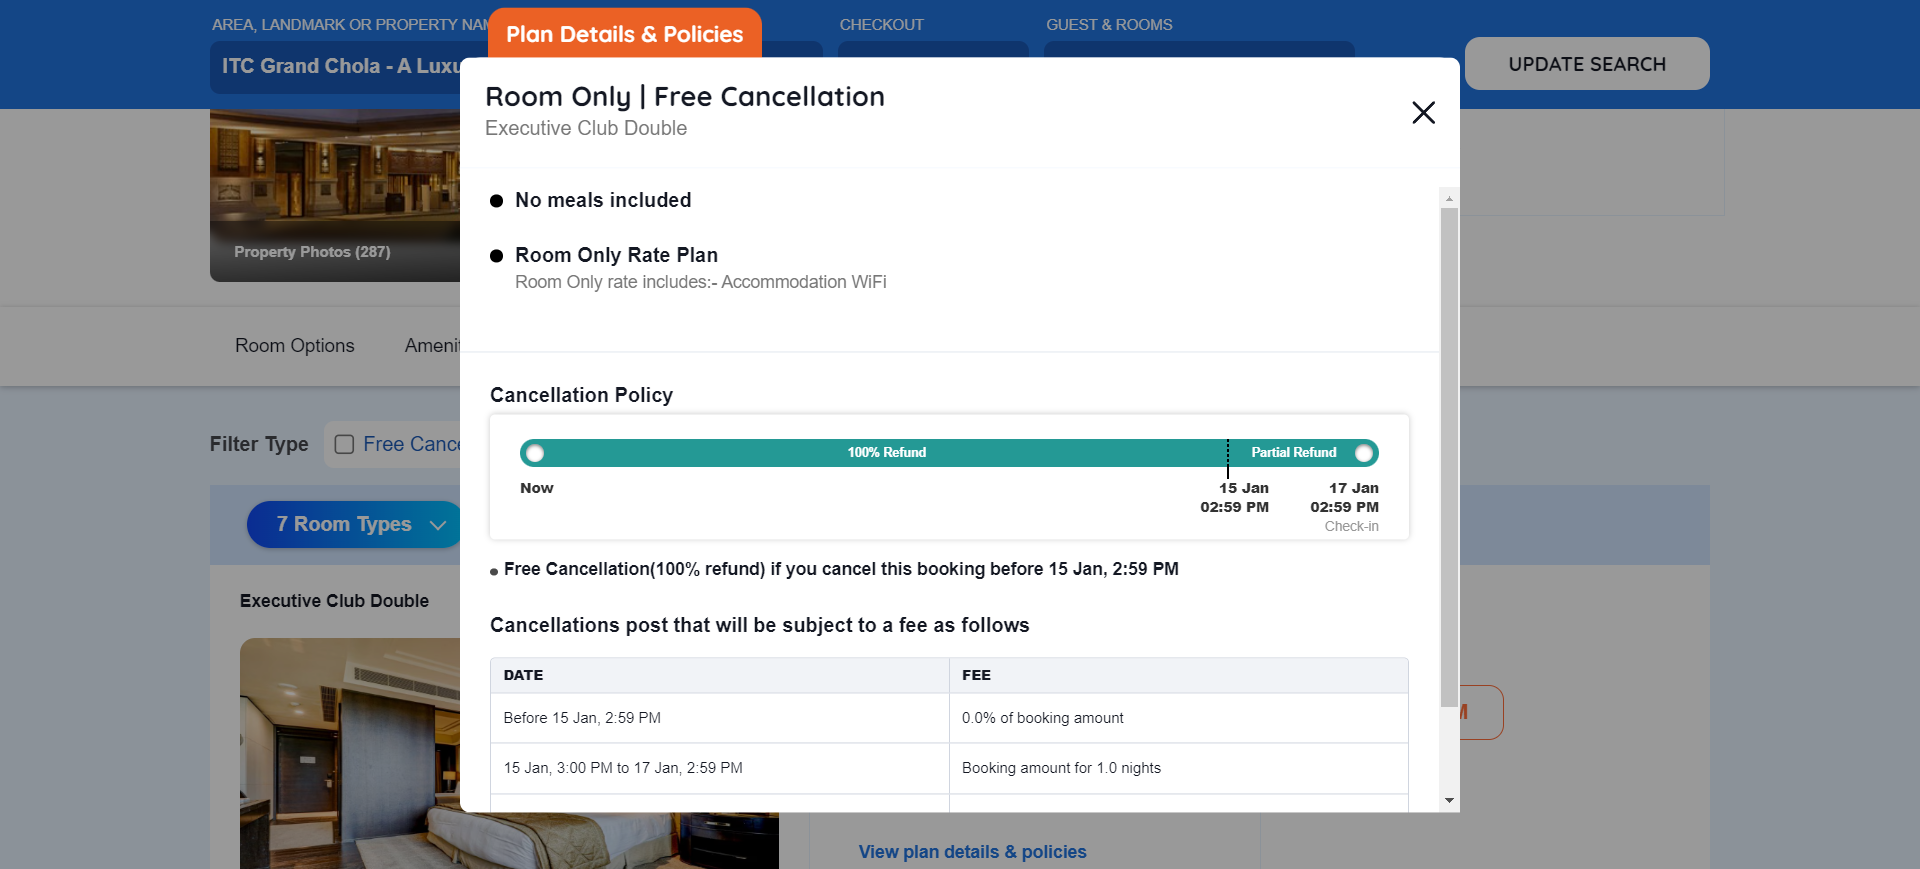 AREA, LANDMARK OR PROPERTY NAM
CHECKOUT
GUEST & ROOMS
Plan Details & Policies
ITC Grand Chola - A Luxu
UPDATE SEARCH
Room Only | Free Cancellation
Executive Club Double
Property Photos (287)
No meals included
Room Only Rate Plan
Room Only rate includes:- Accommodation WiFi
Room Options
Amenit
Cancellation Policy
Filter Type
Free Cance
100% Refund
Partial Refund
Now
15 Jan
02:59 PM
17 Jan
02:59 PM
Check-in
7 Room Types
Free Cancellation(100% refund) if you cancel this booking before 15 Jan, 2:59 PM
Executive Club Double
Cancellations post that will be subject to a fee as follows
DATE
FEE
Before 15 Jan, 2:59 PM
0.0% of booking amount
15 Jan, 3:00 PM to 17 Jan, 2:59 PM
Booking amount for 1.0 nights
View plan details & policies